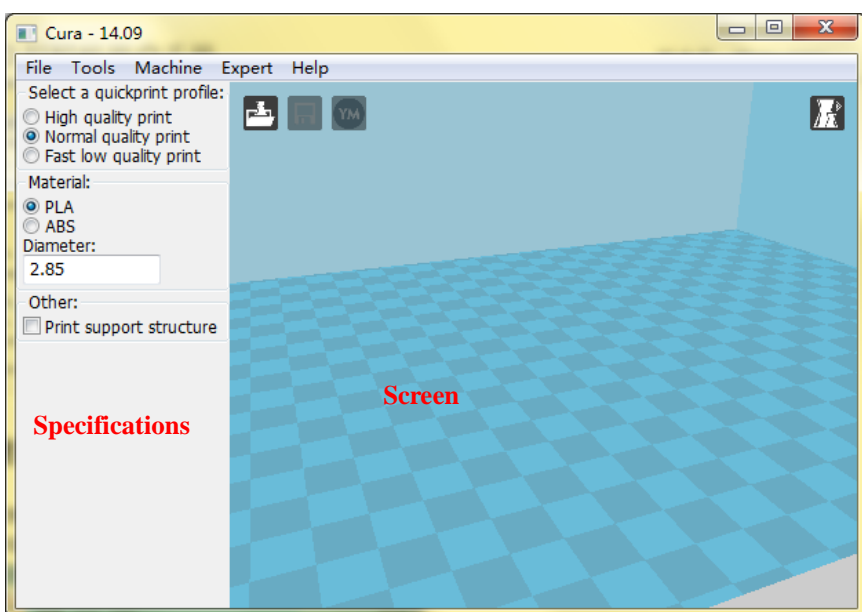 Cura - 14.09
File Tools Machine Expert Help
Select a quickprint profile:
High quality print
Normal quality print
Fast low quality print
YM
Material:
PLA
ABS
Diameter:
2.85
Other:
Print support structure
Screen
Specifications